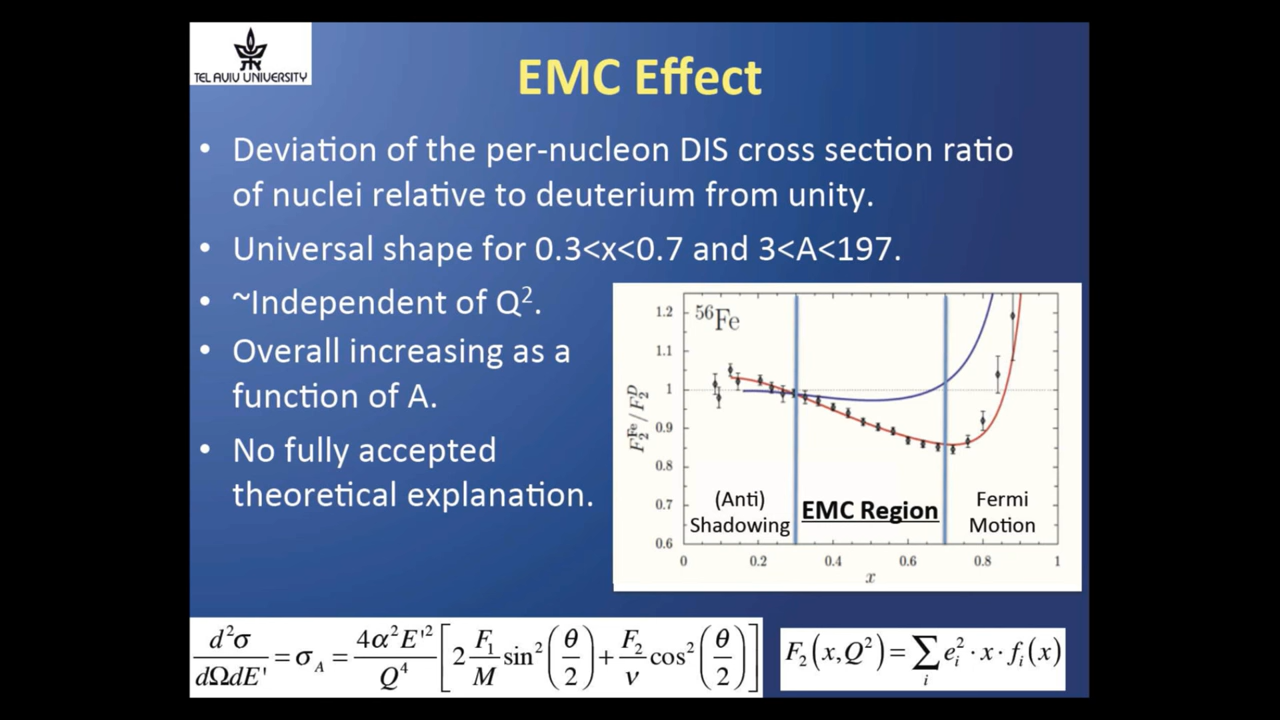 TEL AVIV UNIVERSITY
EMC Effect
• Deviation of the per-nucleon DIS cross section ratio
of nuclei relative to deuterium from unity.
• Universal shape for 0.3<x<0.7 and 3<A<197.
• ~Independent of Q².
• Overall increasing as a
function of A.
• No fully accepted
theoretical explanation.
⁵⁶Fe
1.2
1.1
1
0.9
0.8
0.7
0.6
F₂^Fe / F₂^D
(Anti)
Shadowing
EMC Region
Fermi
Motion
0 0.2 0.4 0.6 0.8 1
x
d²σ/dΩdE' = σ_A = 4α²E'²/Q⁴ [2 F₁/M sin²(θ/2) + F₂/ν cos²(θ/2)]
F₂(x,Q²) = ∑_i e_i² · x · f_i(x)